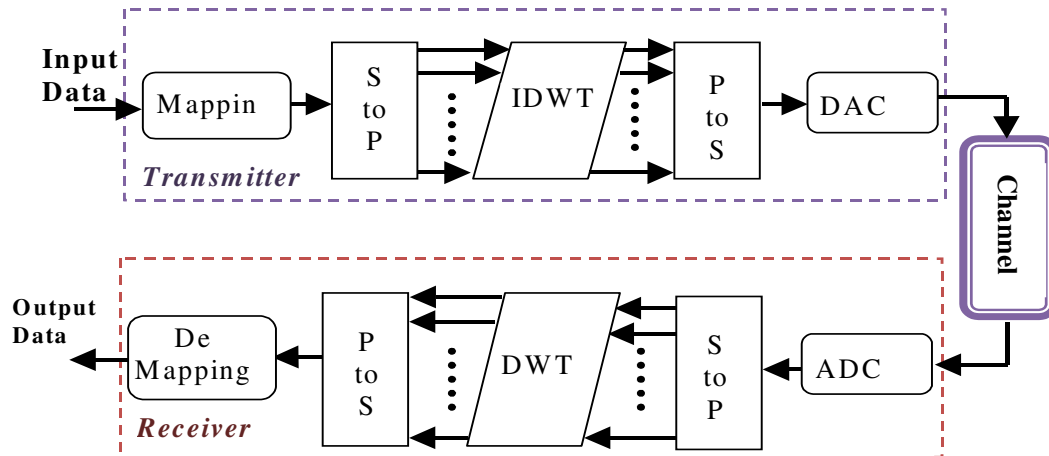 Input
Data
Mappin
S
to
P
IDWT
P
to
S
DAC
Transmitter
Channel
Output
Data
De
Mapping
P
to
S
DWT
S
to
P
ADC
Receiver